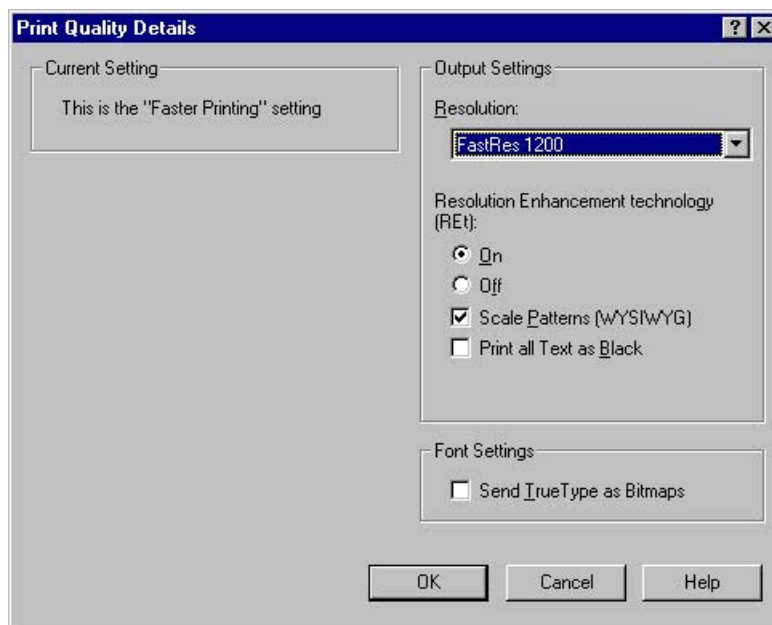 Print Quality Details
Current Setting
This is the "Faster Printing" setting
Output Settings
Resolution:
FastRes 1200
Resolution Enhancement technology
(REt):
On
Off
Scale Patterns (WYSIWYG)
Print all Text as Black
Font Settings
Send TrueType as Bitmaps
OK
Cancel
Help